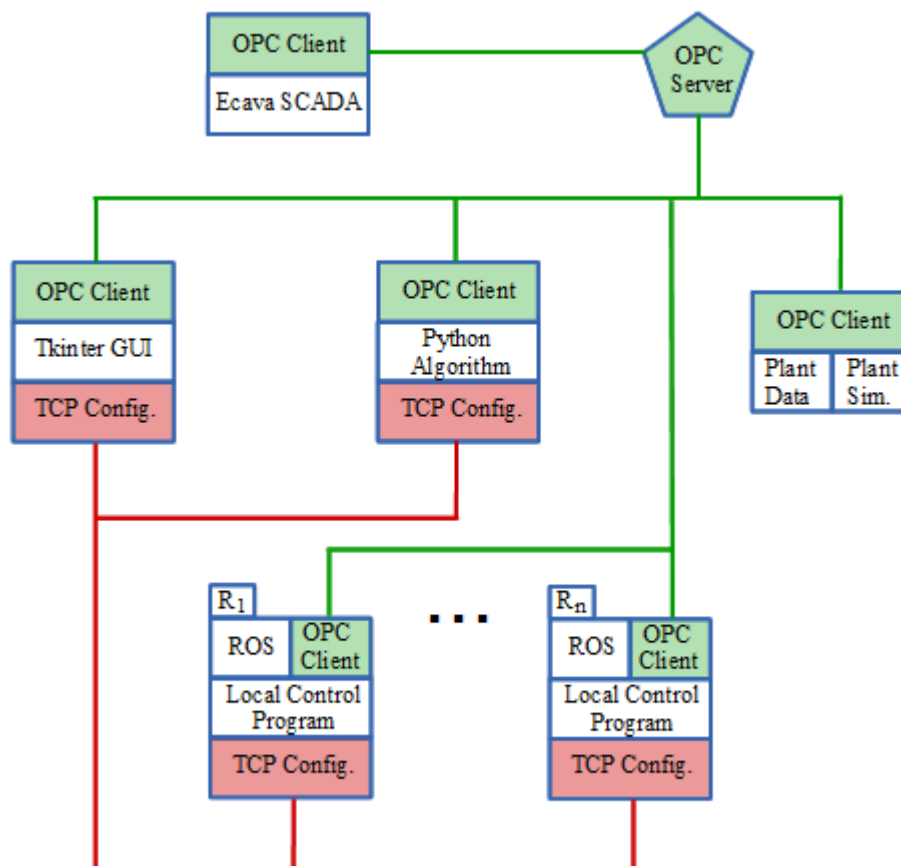 OPC Client
Ecava SCADA
OPC
Server
OPC Client
Tkinter GUI
TCP Config.
OPC Client
Python
Algorithm
TCP Config.
OPC Client
Plant
Data
Plant
Sim.
R1
ROS
OPC
Client
Local Control
Program
TCP Config.
...
Rn
ROS
OPC
Client
Local Control
Program
TCP Config.